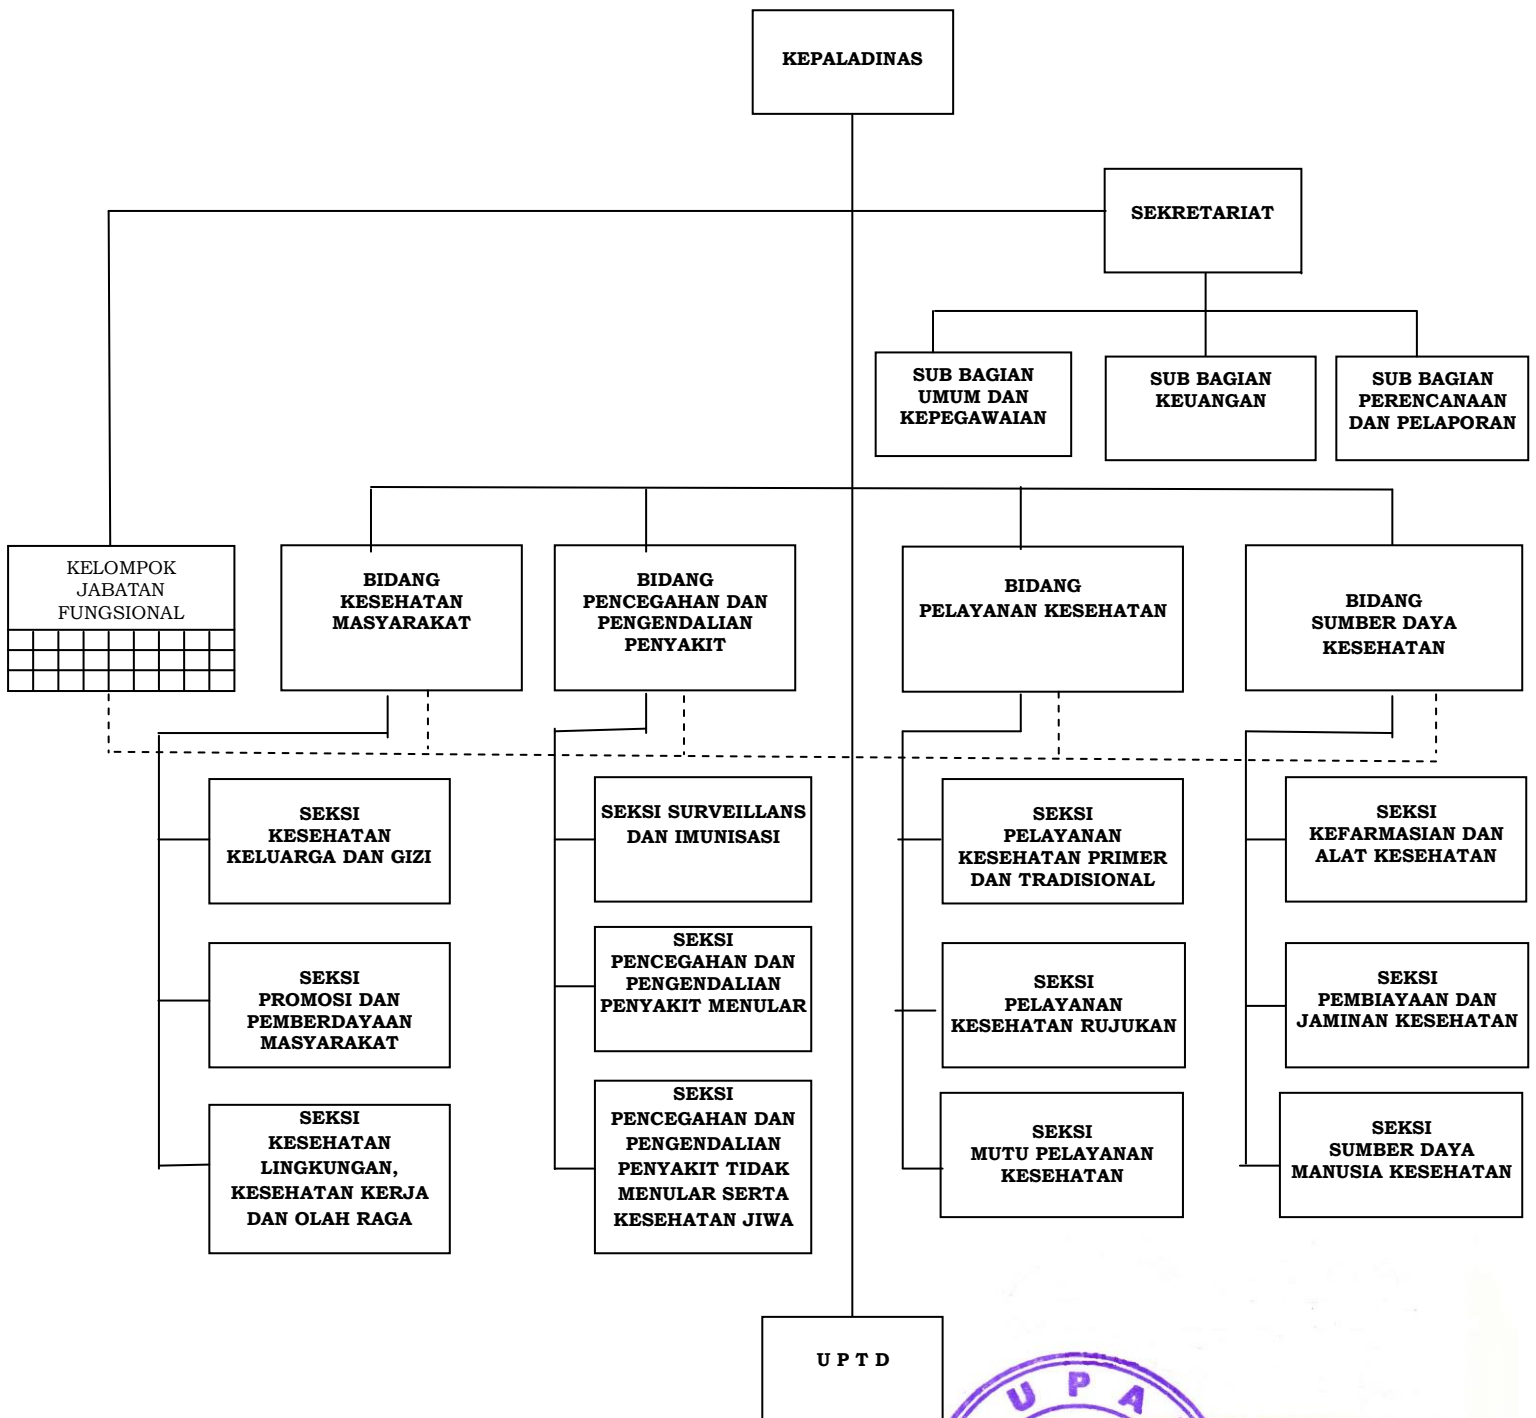 KEPALADINAS
SEKRETARIAT
SUB BAGIAN
UMUM DAN
KEPEGAWAIAN
SUB BAGIAN
KEUANGAN
SUB BAGIAN
PERENCANAAN
DAN PELAPORAN
KELOMPOK
JABATAN
FUNGSIONAL
BIDANG
KESEHATAN
MASYARAKAT
BIDANG
PENCEGAHAN DAN
PENGENDALIAN
PENYAKIT
BIDANG
PELAYANAN KESEHATAN
BIDANG
SUMBER DAYA
KESEHATAN
SEKSI
KESEHATAN
KELUARGA DAN GIZI
SEKSI SURVEILLANS
DAN IMUNISASI
SEKSI
PELAYANAN
KESEHATAN PRIMER
DAN TRADISIONAL
SEKSI
KEFARMASIAN DAN
ALAT KESEHATAN
SEKSI
PROMOSI DAN
PEMBERDAYAAN
MASYARAKAT
SEKSI
PENCEGAHAN DAN
PENGENDALIAN
PENYAKIT MENULAR
SEKSI
PELAYANAN
KESEHATAN RUJUKAN
SEKSI
PEMBIAYAAN DAN
JAMINAN KESEHATAN
SEKSI
KESEHATAN
LINGKUNGAN,
KESEHATAN KERJA
DAN OLAH RAGA
SEKSI
PENCEGAHAN DAN
PENGENDALIAN
PENYAKIT TIDAK
MENULAR SERTA
KESEHATAN JIWA
SEKSI
MUTU PELAYANAN
KESEHATAN
SEKSI
SUMBER DAYA
MANUSIA KESEHATAN
U P T D
U P A